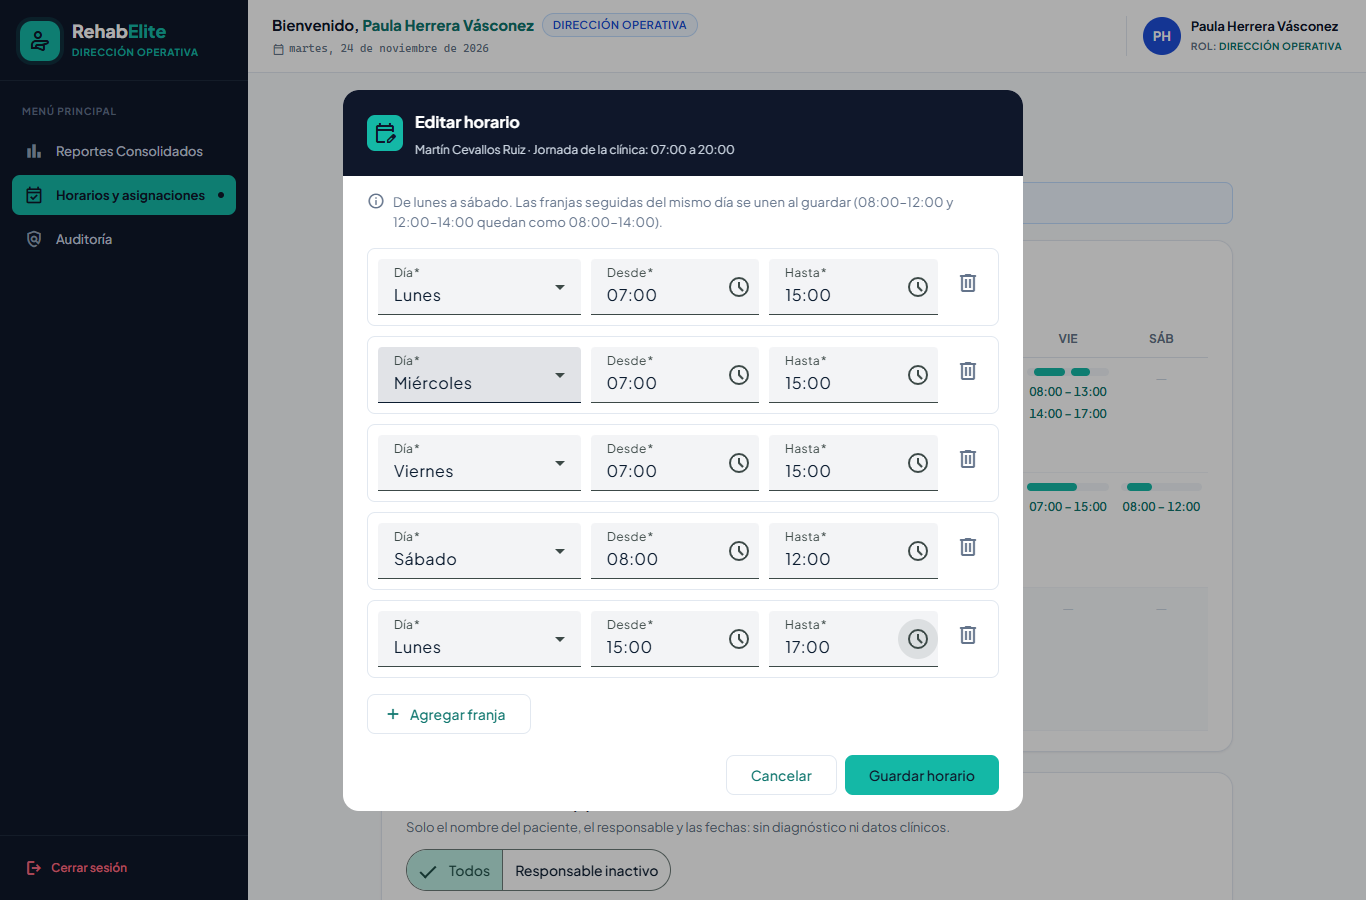 RehabElite
DIRECCIÓN OPERATIVA
MENÚ PRINCIPAL
Reportes Consolidados
Horarios y asignaciones
Auditoría
Cerrar sesión
Bienvenido, Paula Herrera Vásconez DIRECCIÓN OPERATIVA
martes, 24 de noviembre de 2026
PH
Paula Herrera Vásconez
ROL: DIRECCIÓN OPERATIVA
Editar horario
Martín Cevallos Ruiz · Jornada de la clínica: 07:00 a 20:00
De lunes a sábado. Las franjas seguidas del mismo día se unen al guardar (08:00–12:00 y
12:00–14:00 quedan como 08:00–14:00).
Día* Desde* Hasta*
Lunes 07:00 15:00
Día* Desde* Hasta*
Miércoles 07:00 15:00
Día* Desde* Hasta*
Viernes 07:00 15:00
Día* Desde* Hasta*
Sábado 08:00 12:00
Día* Desde* Hasta*
Lunes 15:00 17:00
+ Agregar franja
Cancelar Guardar horario
VIE SÁB
08:00 – 13:00 —
14:00 – 17:00
07:00 – 15:00 08:00 – 12:00
— —
Solo el nombre del paciente, el responsable y las fechas: sin diagnóstico ni datos clínicos.
Todos Responsable inactivo